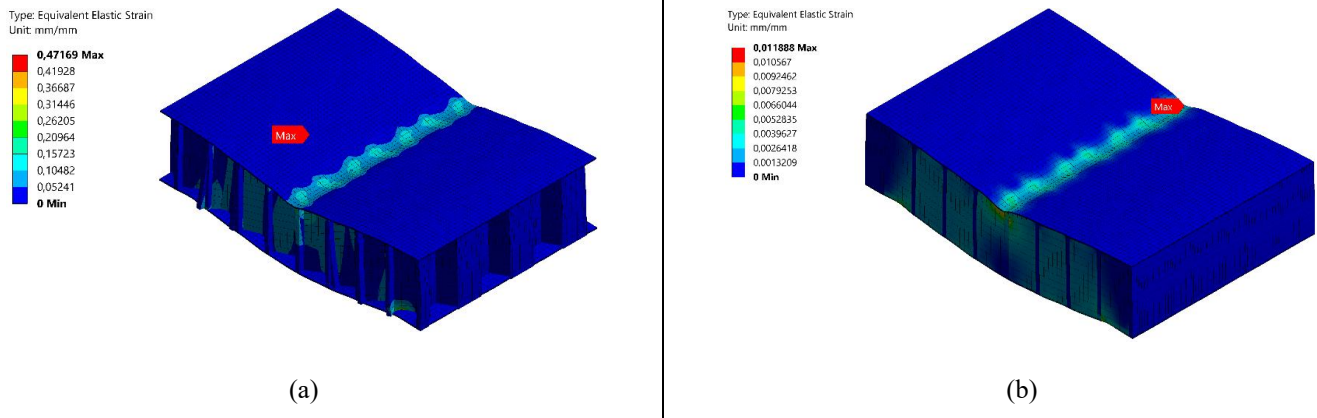 Type: Equivalent Elastic Strain
Unit: mm/mm
0,47169 Max
0,41928
0,36687
0,31446
0,26205
0,20964
0,15723
0,10482
0,05241
0 Min
Max
(a)
Type: Equivalent Elastic Strain
Unit: mm/mm
0,011888 Max
0,010567
0,0092462
0,0079253
0,0066044
0,0052835
0,0039627
0,0026418
0,0013209
0 Min
Max
(b)